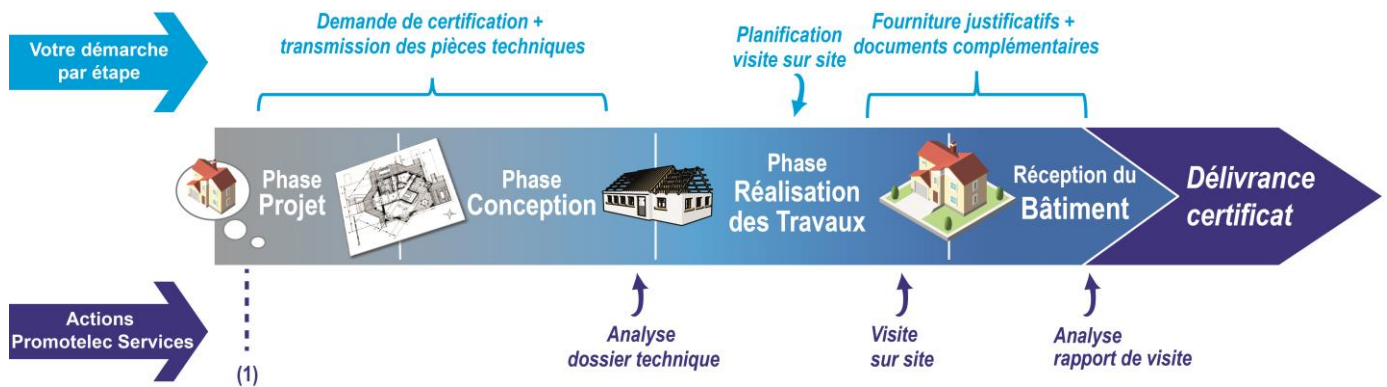 Votre démarche
par étape
Demande de certification +
transmission des pièces techniques
Planification
visite sur site
Fourniture justificatifs +
documents complémentaires
Phase
Projet
Phase
Conception
Phase
Réalisation
des Travaux
Réception du
Bâtiment
Délivrance
certificat
Actions
Promotelec Services
(1)
Analyse
dossier technique
Visite
sur site
Analyse
rapport de visite